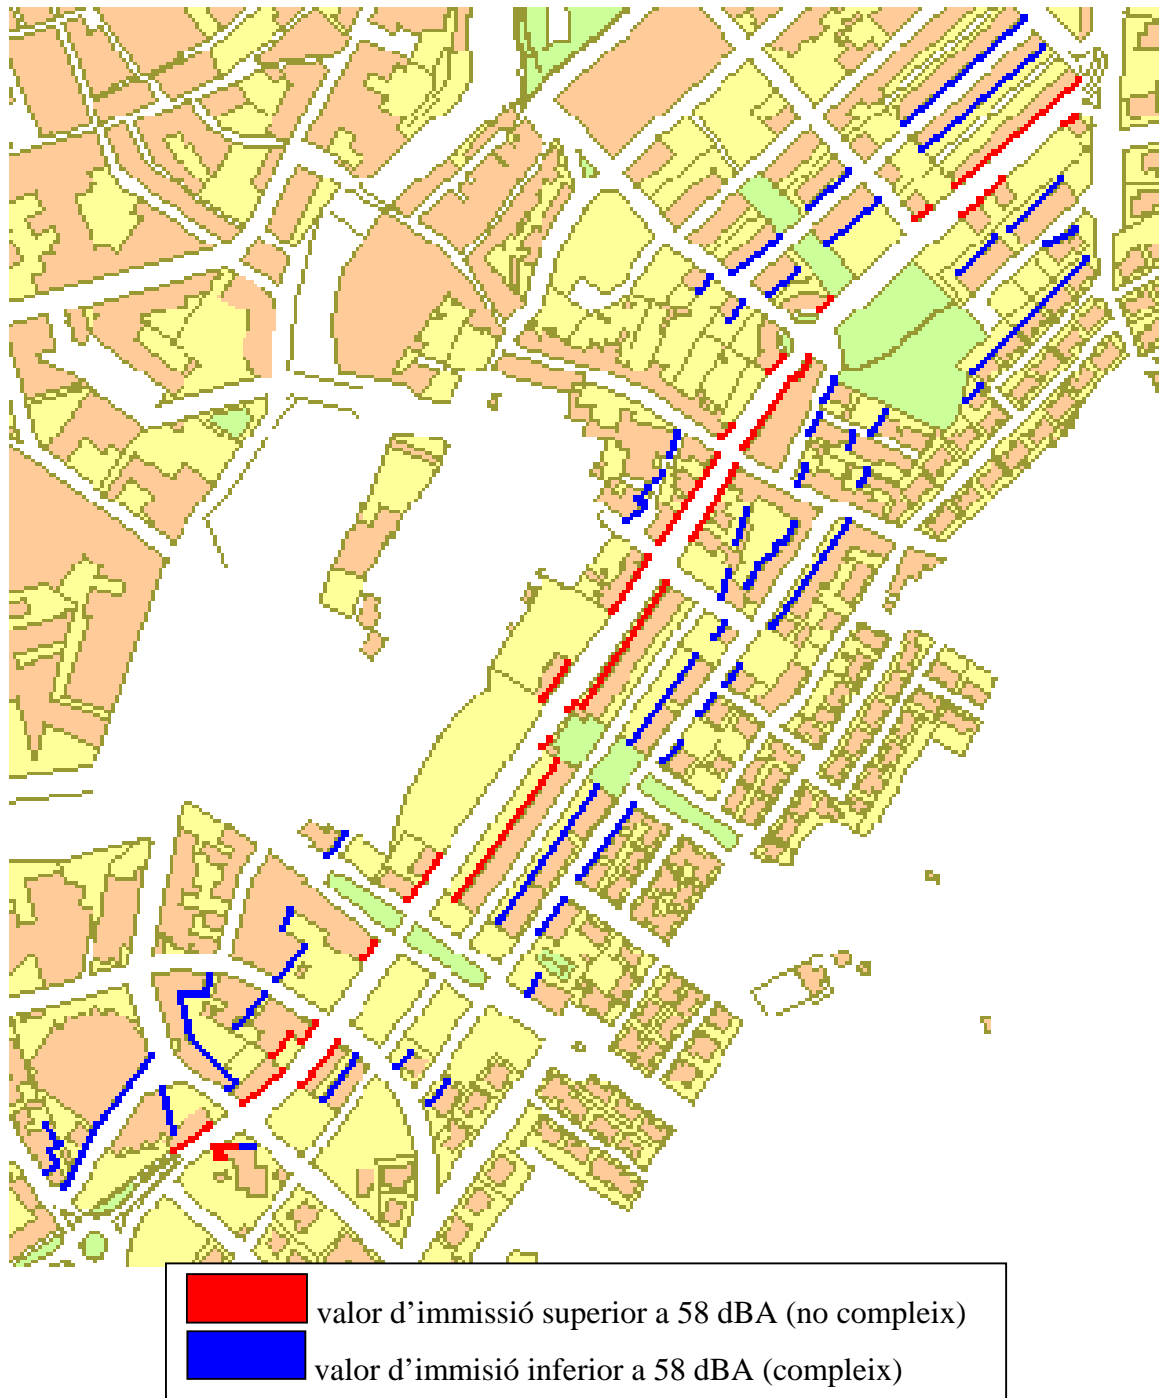 valor d’immissió superior a 58 dBA (no compleix)
valor d’immisió inferior a 58 dBA (compleix)